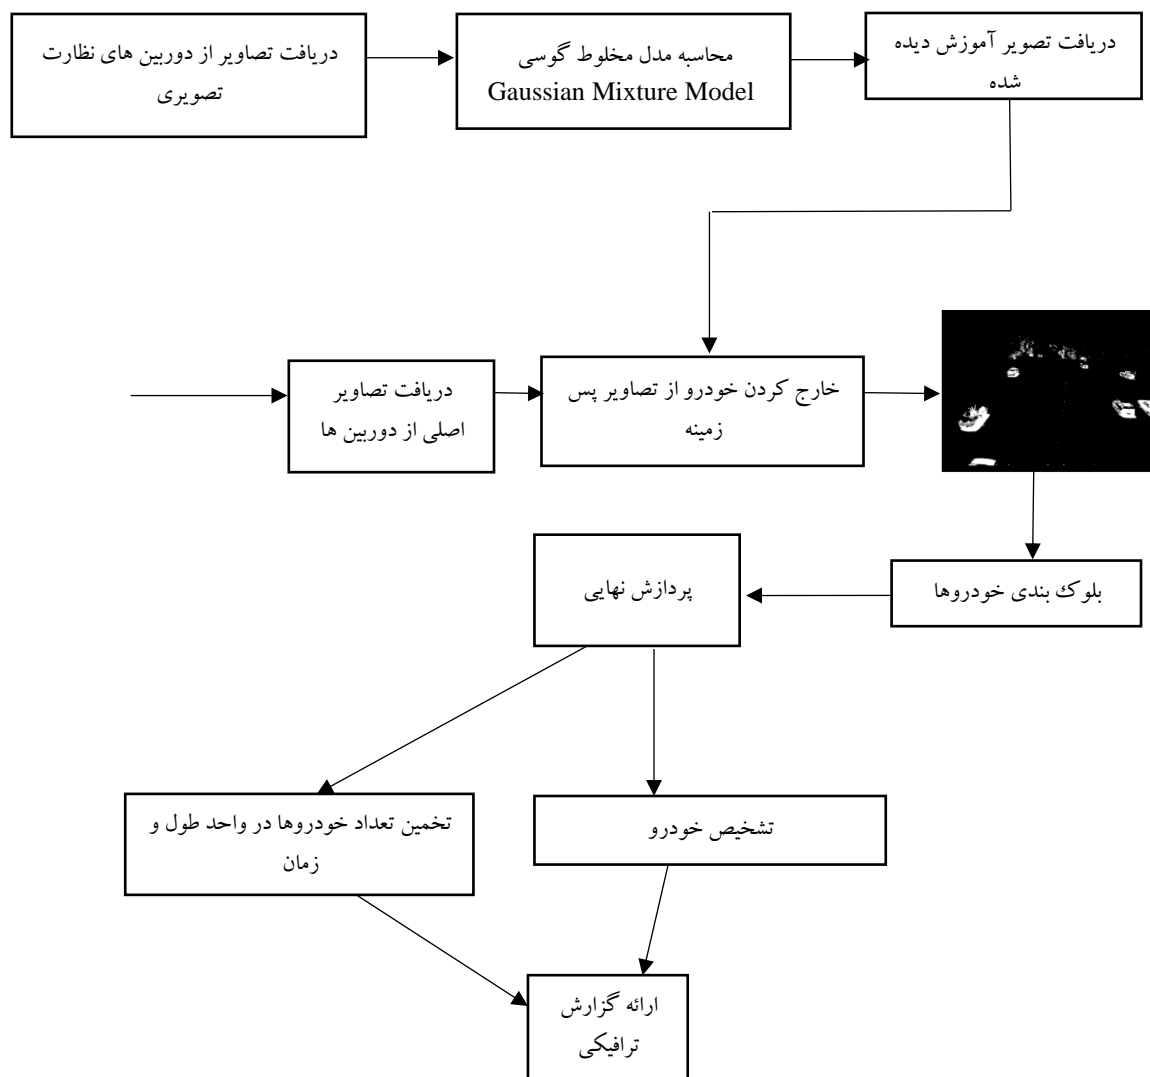 دریافت تصاویر از دوربین های نظارت
تصویری
محاسبه مدل مخلوط گوسی
Gaussian Mixture Model
دریافت تصویر آموزش دیده
شده
دریافت تصاویر
اصلی از دوربین ها
خارج کردن خودرو از تصاویر پس
زمینه
بلوک بندی خودروها
پردازش نهایی
تخمین تعداد خودروها در واحد طول و
زمان
تشخیص خودرو
ارائه گزارش
ترافیکی